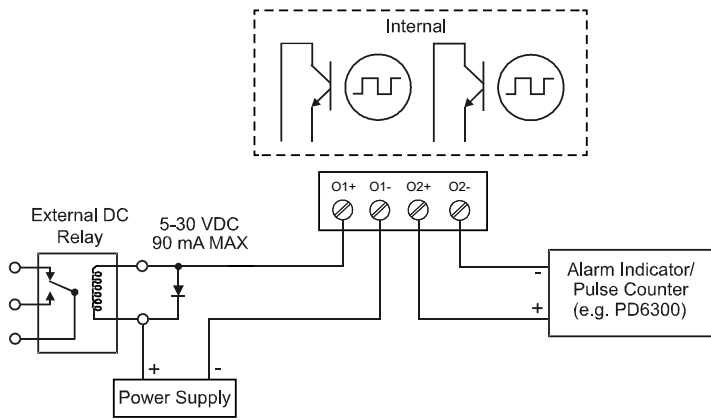 Internal
O1+ O1- O2+ O2-
External DC
Relay
5-30 VDC
90 mA MAX
-
+
Alarm Indicator/
Pulse Counter
(e.g. PD6300)
+ -
Power Supply